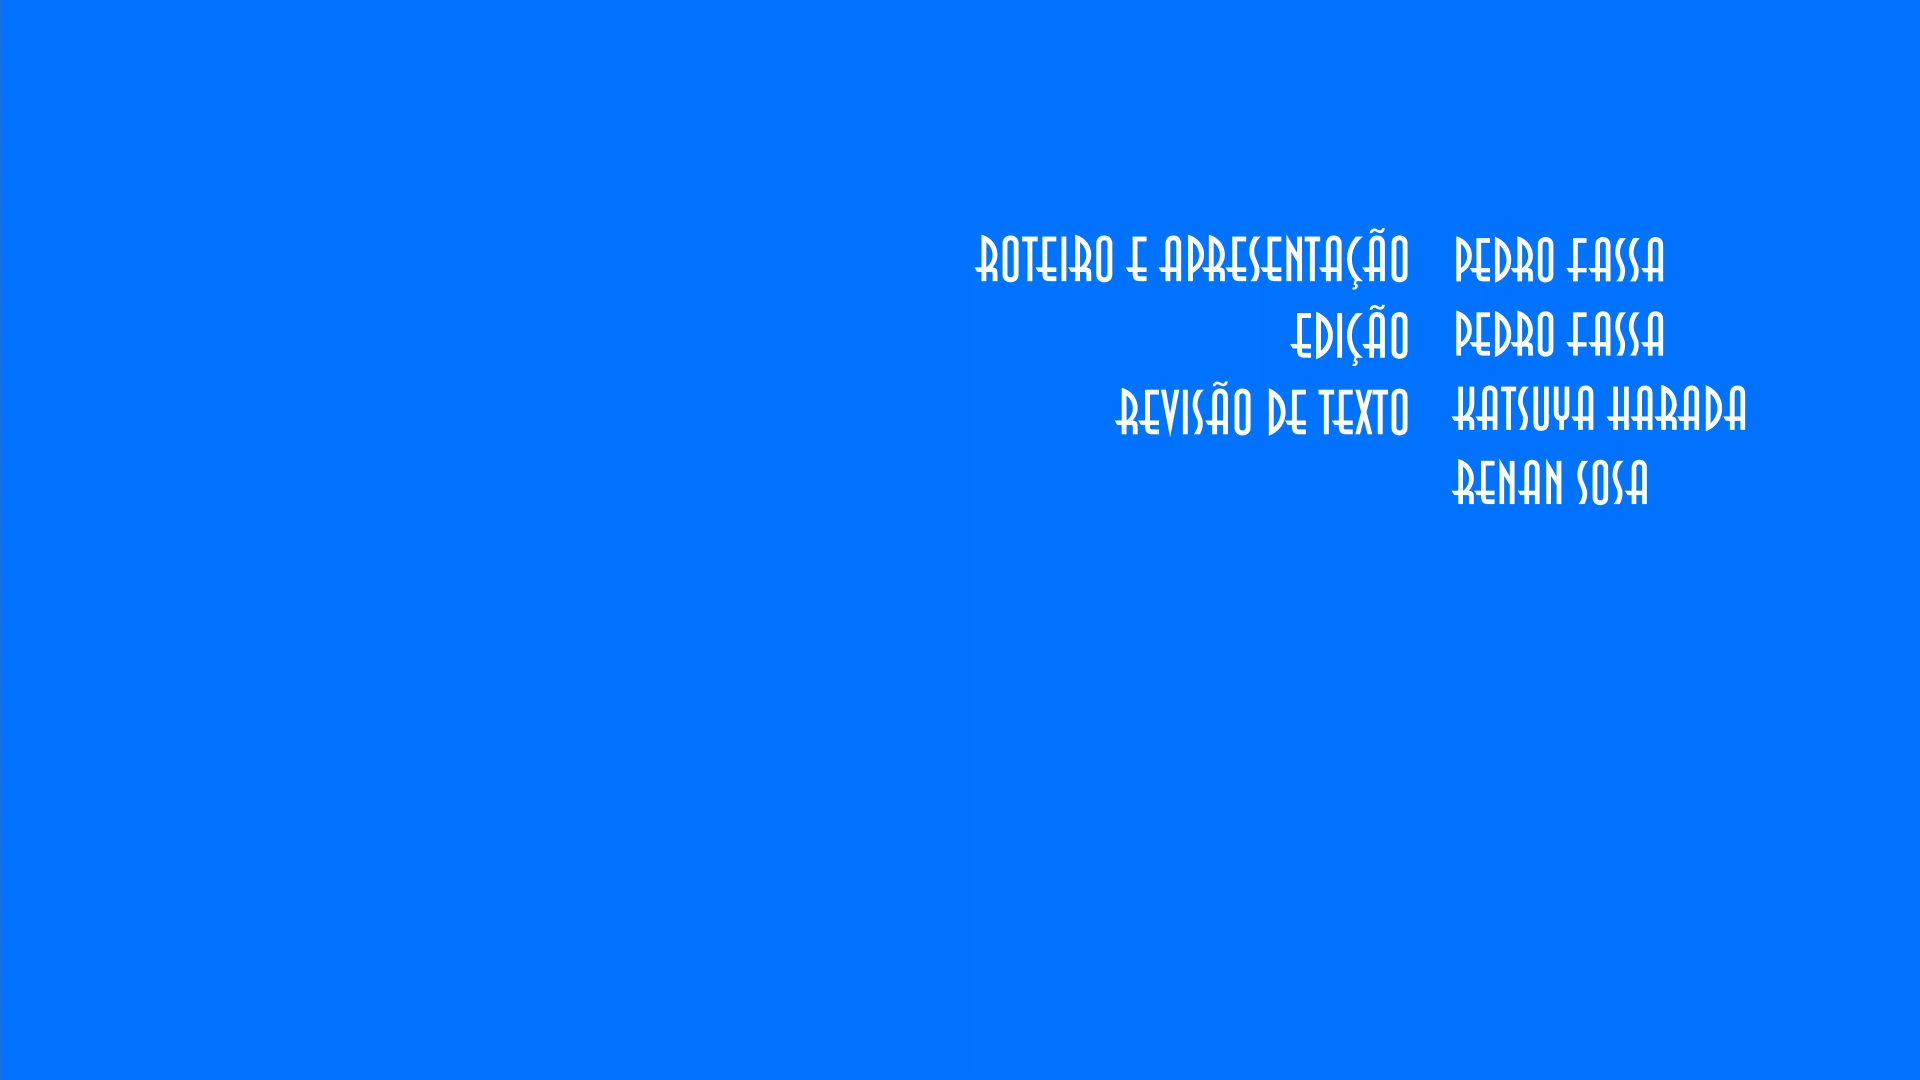 ROTEIRO E APRESENTAÇÃO PEDRO FASSA
EDIÇÃO PEDRO FASSA
REVISÃO DE TEXTO KATSUYA HARADA
RENAN SOSA